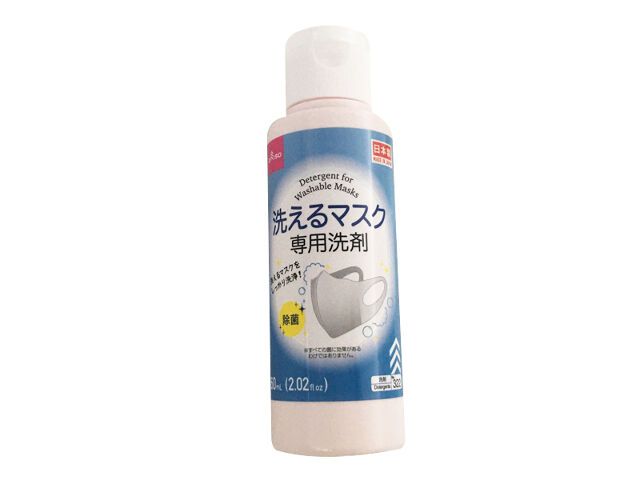 DAISO
日本製
MADE IN JAPAN
Detergent for
Washable Masks
洗えるマスク
専用洗剤
洗えるマスクを
しっかり洗浄!
除菌
※すべての菌に効果がある
わけではありません。
60mL (2.02fl oz)
洗剤
Detergents
322